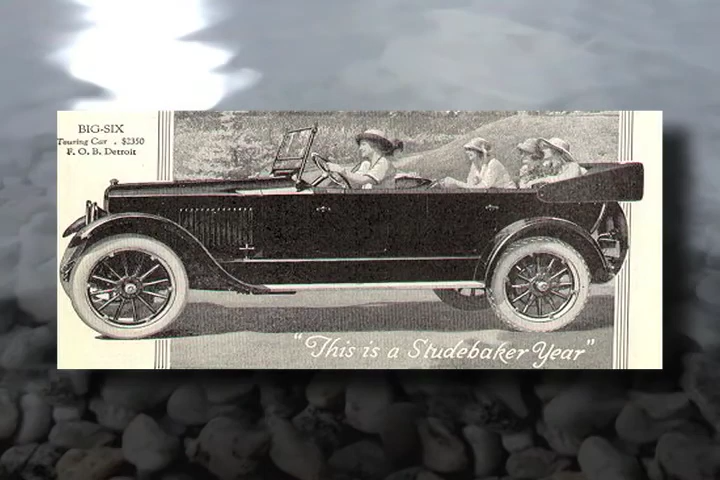 BIG-SIX
Touring Car . $2350
F. O. B. Detroit
"This is a Studebaker Year"